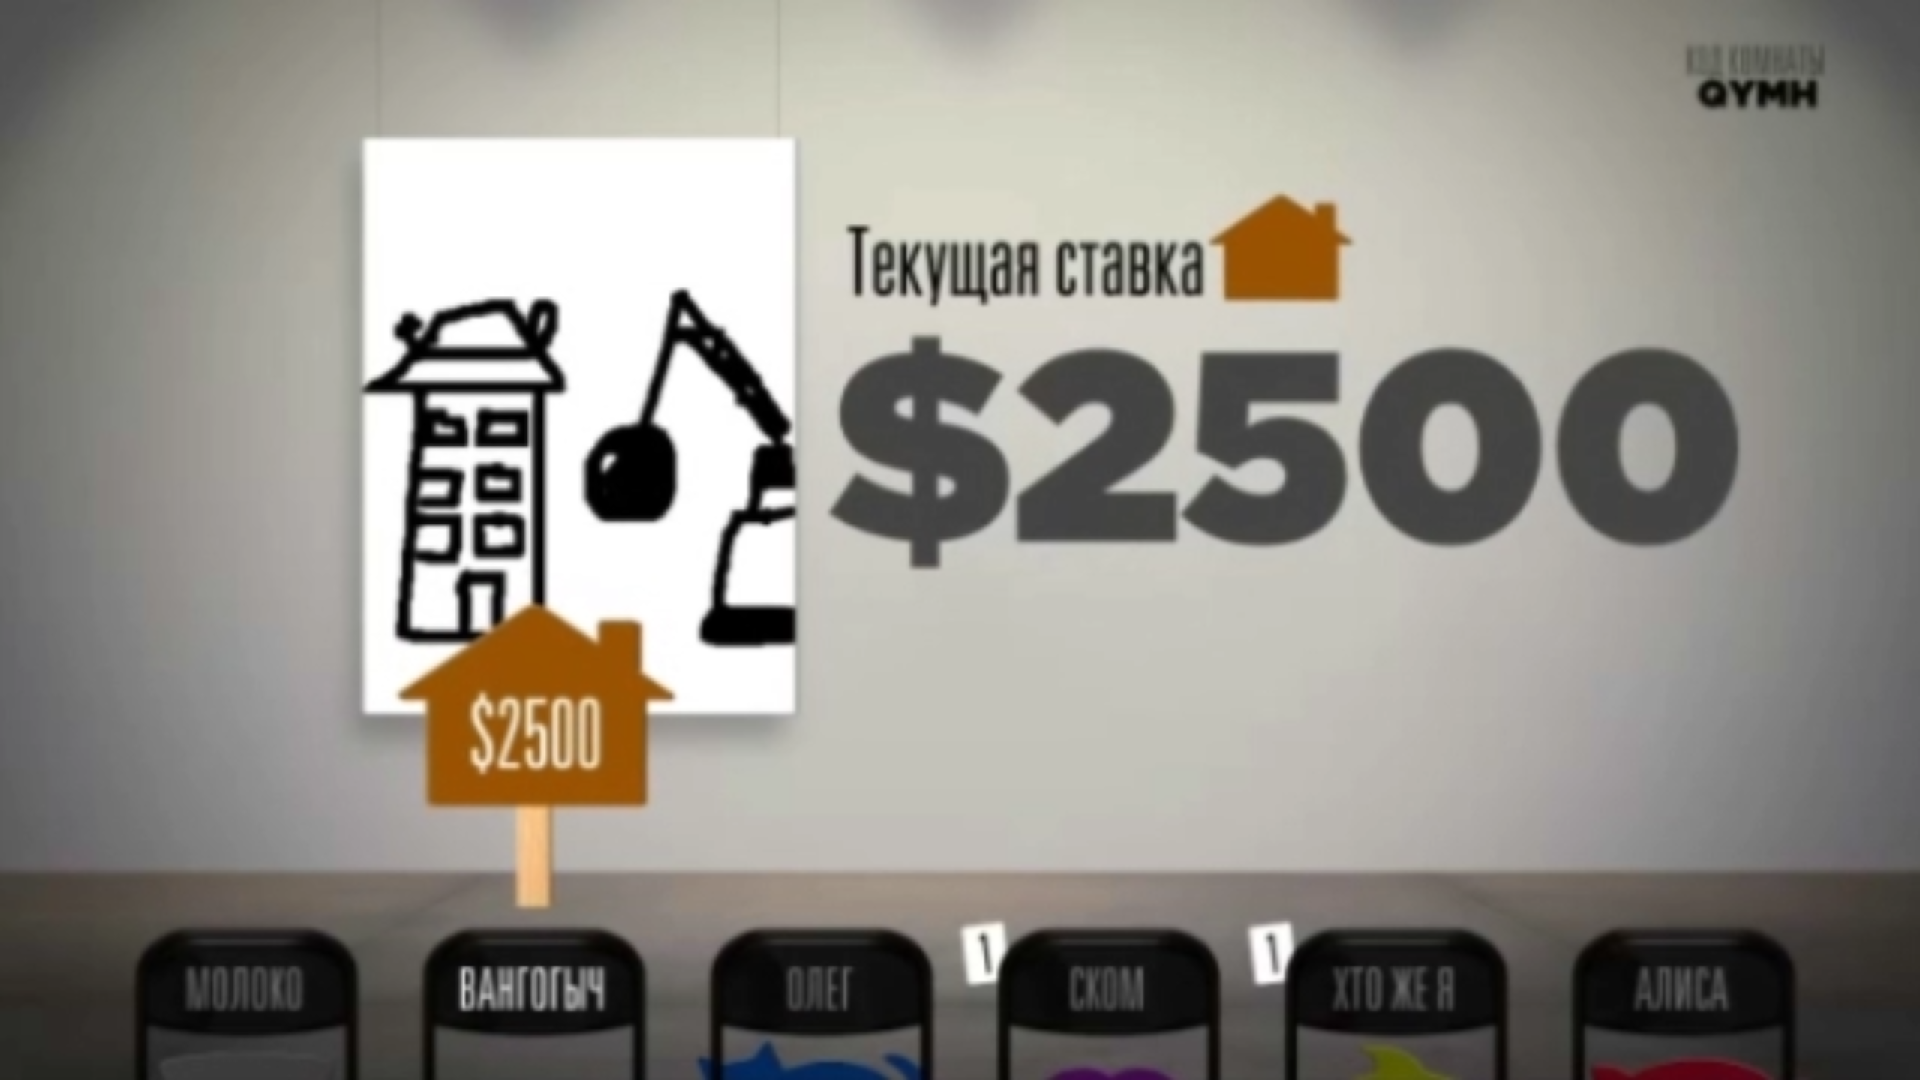 КОД КОМНАТЫ
QYMH
Текущая ставка
$2500
$2500
1
1
МОЛОКО
ВАНГОГЫЧ
ОЛЕГ
СКОМ
ХТО ЖЕ Я
АЛИСА